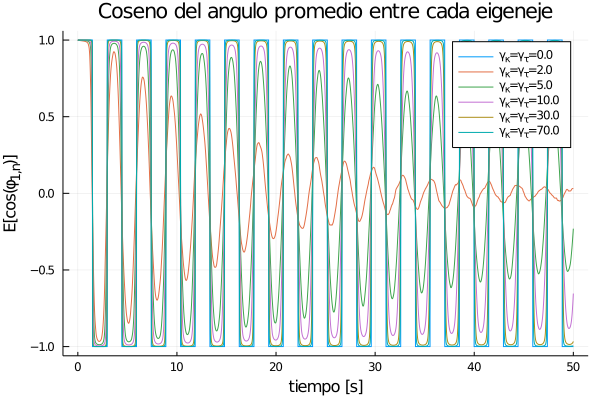 Coseno del angulo promedio entre cada eigeneje
E[cos(φ₁,η)]
1.0
0.5
0.0
−0.5
−1.0
0
10
20
30
40
50
tiempo [s]
γκ=γτ=0.0
γκ=γτ=2.0
γκ=γτ=5.0
γκ=γτ=10.0
γκ=γτ=30.0
γκ=γτ=70.0